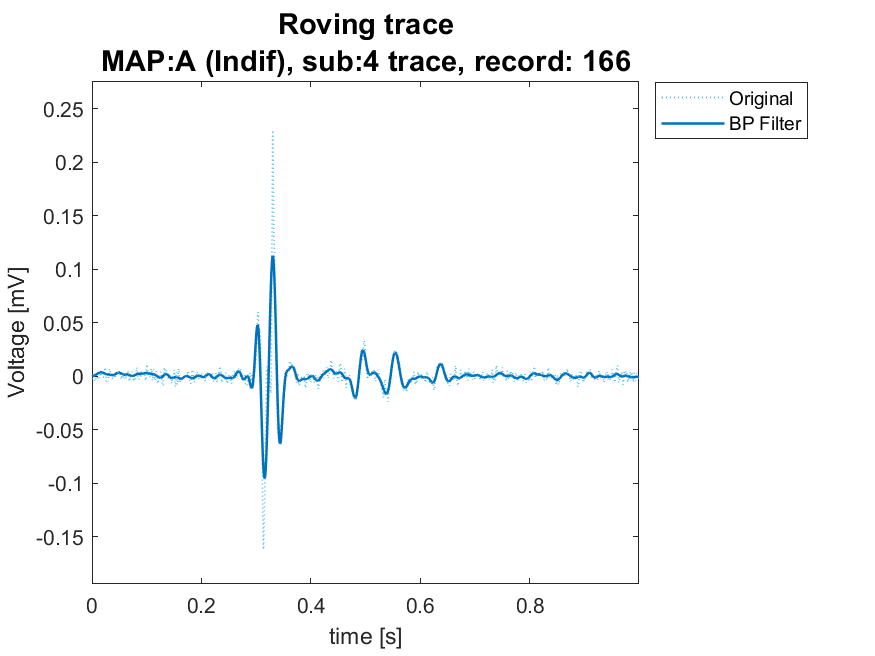 Roving trace
MAP:A (Indif), sub:4 trace, record: 166
Original
BP Filter
0.25
0.2
0.15
0.1
0.05
0
-0.05
-0.1
-0.15
Voltage [mV]
0
0.2
0.4
0.6
0.8
time [s]